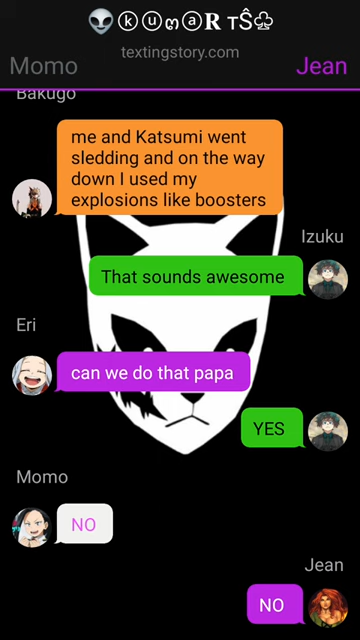 👽ⓚⓤ๓ⓐ𝐑 тŜ♧
textingstory.com
Momo
Jean
Bakugo
me and Katsumi went
sledding and on the way
down I used my
explosions like boosters
Izuku
That sounds awesome
Eri
can we do that papa
YES
Momo
NO
Jean
NO